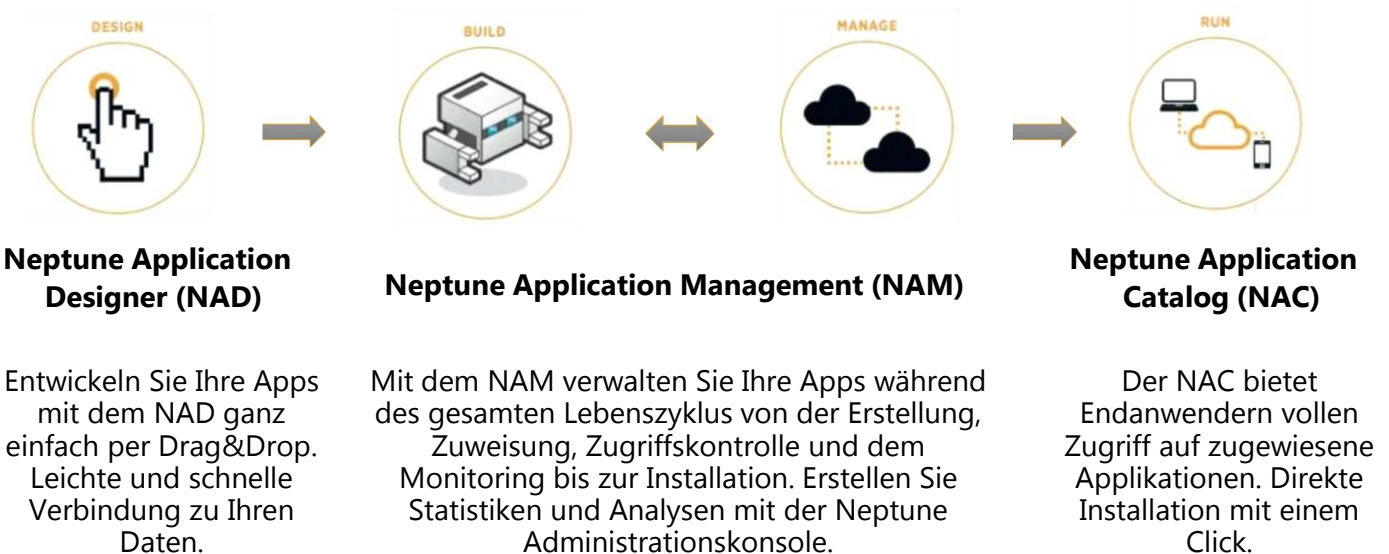 DESIGN
BUILD
MANAGE
RUN
Neptune Application
Designer (NAD)
Neptune Application Management (NAM)
Neptune Application
Catalog (NAC)
Entwickeln Sie Ihre Apps
mit dem NAD ganz
einfach per Drag&Drop.
Leichte und schnelle
Verbindung zu Ihren
Daten.
Mit dem NAM verwalten Sie Ihre Apps während
des gesamten Lebenszyklus von der Erstellung,
Zuweisung, Zugriffskontrolle und dem
Monitoring bis zur Installation. Erstellen Sie
Statistiken und Analysen mit der Neptune
Administrationskonsole.
Der NAC bietet
Endanwendern vollen
Zugriff auf zugewiesene
Applikationen. Direkte
Installation mit einem
Click.